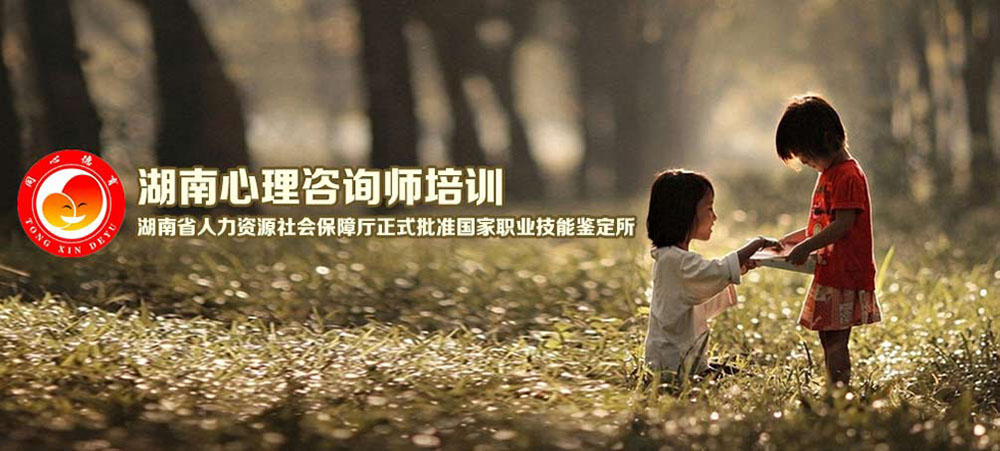 同心德育
TONG XIN DEYU
湖南心理咨询师培训
湖南省人力资源社会保障厅正式批准国家职业技能鉴定所